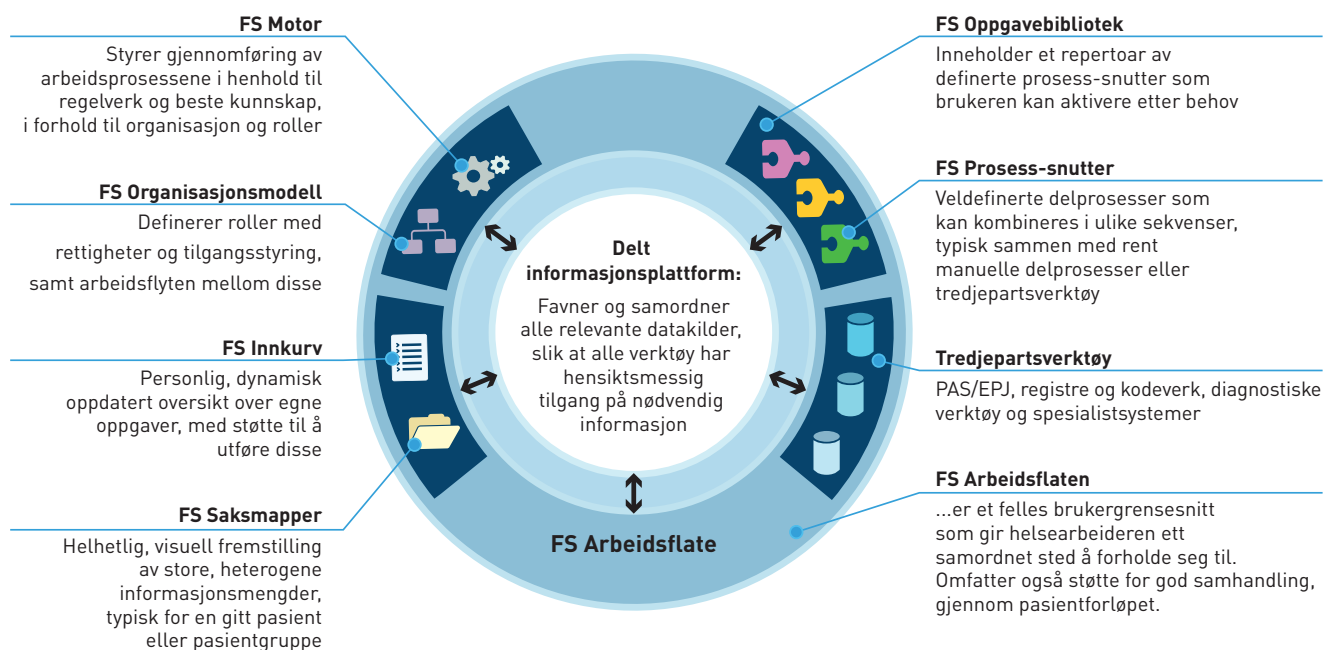 FS Motor
Styrer gjennomføring av
arbeidsprosessene i henhold til
regelverk og beste kunnskap,
i forhold til organisasjon og roller
FS Organisasjonsmodell
Definerer roller med
rettigheter og tilgangsstyring,
samt arbeidsflyten mellom disse
FS Innkurv
Personlig, dynamisk
oppdatert oversikt over egne
oppgaver, med støtte til å
utføre disse
FS Saksmapper
Helhetlig, visuell fremstilling
av store, heterogene
informasjonsmengder,
typisk for en gitt pasient
eller pasientgruppe
Delt
informasjonsplattform:
Favner og samordner
alle relevante datakilder,
slik at alle verktøy har
hensiktsmessig
tilgang på nødvendig
informasjon
FS Arbeidsflate
FS Oppgavebibliotek
Inneholder et repertoar av
definerte prosess-snutter som
brukeren kan aktivere etter behov
FS Prosess-snutter
Veldefinerte delprosesser som
kan kombineres i ulike sekvenser,
typisk sammen med rent
manuelle delprosesser eller
tredjepartsverktøy
Tredjepartsverktøy
PAS/EPJ, registre og kodeverk, diagnostiske
verktøy og spesialistsystemer
FS Arbeidsflaten
...er et felles brukergrensesnitt
som gir helsearbeideren ett
samordnet sted å forholde seg til.
Omfatter også støtte for god samhandling,
gjennom pasientforløpet.